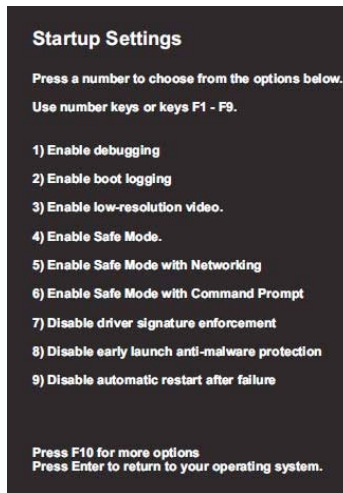 Startup Settings
Press a number to choose from the options below.
Use number keys or keys F1 - F9.
1) Enable debugging
2) Enable boot logging
3) Enable low-resolution video.
4) Enable Safe Mode.
5) Enable Safe Mode with Networking
6) Enable Safe Mode with Command Prompt
7) Disable driver signature enforcement
8) Disable early launch anti-malware protection
9) Disable automatic restart after failure
Press F10 for more options
Press Enter to return to your operating system.